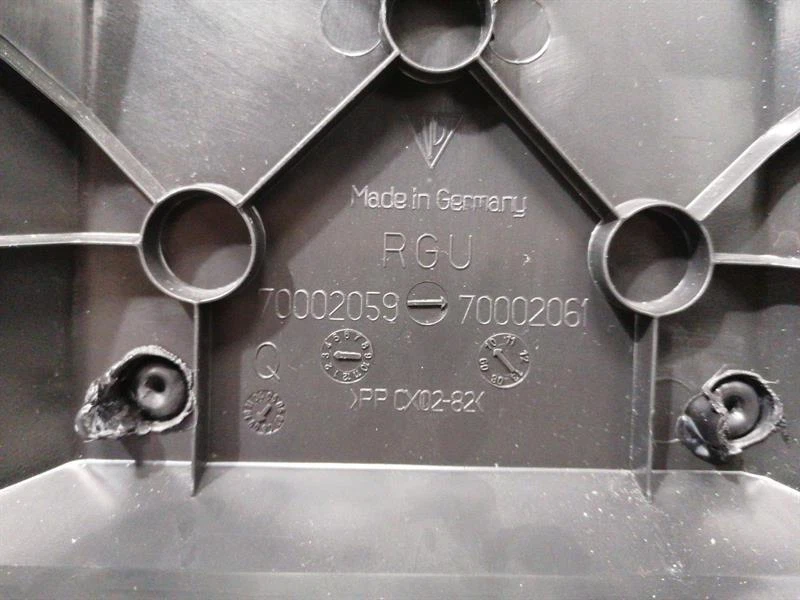 Made in Germany
RGU
70002059 70002061
Q
>PP CX02-82<